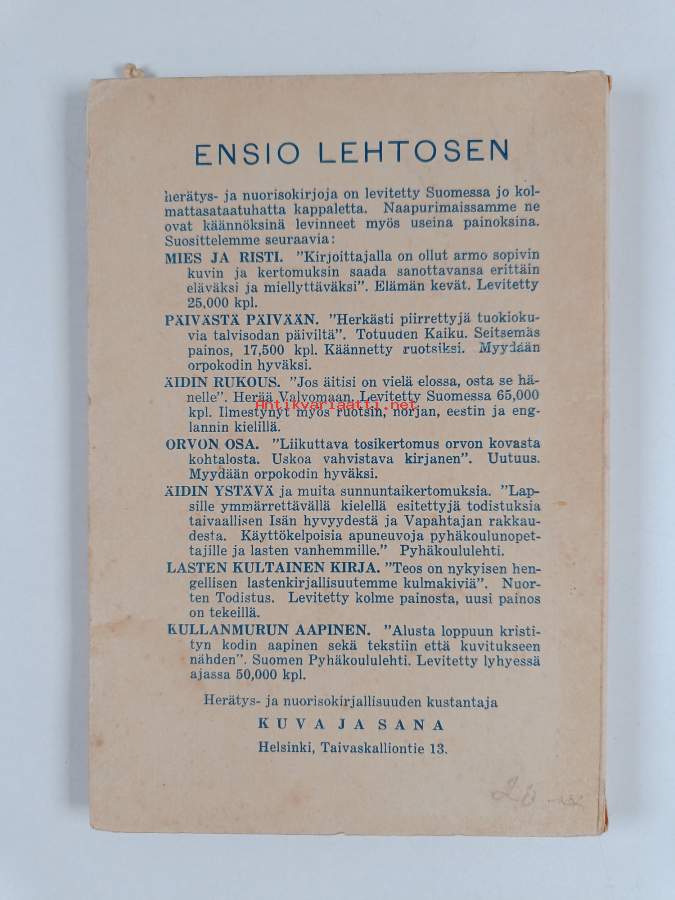 ENSIO LEHTOSEN
herätys- ja nuorisokirjoja on levitetty Suomessa jo kol-
mattasataatuhatta kappaletta. Naapurimaissamme ne
ovat käännöksinä levinneet myös useina painoksina.
Suosittelemme seuraavia:
MIES JA RISTI. "Kirjoittajalla on ollut armo sopivin
kuvin ja kertomuksin saada sanottavansa erittäin
eläväksi ja miellyttäväksi". Elämän kevät. Levitetty
25,000 kpl.
PÄIVÄSTÄ PÄIVÄÄN. "Herkästi piirrettyjä tuokioku-
via talvisodan päiviltä". Totuuden Kaiku. Seitsemäs
painos, 17,500 kpl. Käännetty ruotsiksi. Myydään
orpokodin hyväksi.
ÄIDIN RUKOUS. "Jos äitisi on vielä elossa, osta se hä-
nelle". Herää Valvomaan. Levitetty Suomessa 65,000
Antikvariaatti.net
kpl. Ilmestynyt myös ruotsin, norjan, eestin ja eng-
lannin kielillä.
ORVON OSA. "Liikuttava tosikertomus orvon kovasta
kohtalosta. Uskoa vahvistava kirjanen". Uutuus.
Myydään orpokodin hyväksi.
ÄIDIN YSTÄVÄ ja muita sunnuntaikertomuksia. "Lap-
sille ymmärrettävällä kielellä esitettyjä todistuksia
taivaallisen Isän hyvyydestä ja Vapahtajan rakkau-
desta. Käyttökelpoisia apuneuvoja pyhäkoulunopet-
tajille ja lasten vanhemmille." Pyhäkoululehti.
LASTEN KULTAINEN KIRJA. "Teos on nykyisen hen-
gellisen lastenkirjallisuutemme kulmakiviä". Nuor-
ten Todistus. Levitetty kolme painosta, uusi painos
on tekeillä.
KULLANMURUN AAPINEN. "Alusta loppuun kristi-
tyn kodin aapinen sekä tekstiin että kuvitukseen
nähden". Suomen Pyhäkoululehti. Levitetty lyhyessä
ajassa 50,000 kpl.
Herätys- ja nuorisokirjallisuuden kustantaja
KUVA JA SANA
Helsinki, Taivaskalliontie 13.